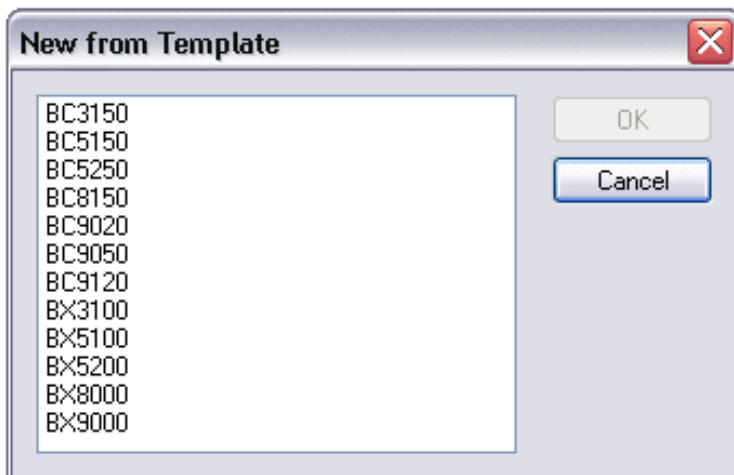 New from Template
BC3150
BC5150
BC5250
BC8150
BC9020
BC9050
BC9120
BX3100
BX5100
BX5200
BX8000
BX9000
OK
Cancel